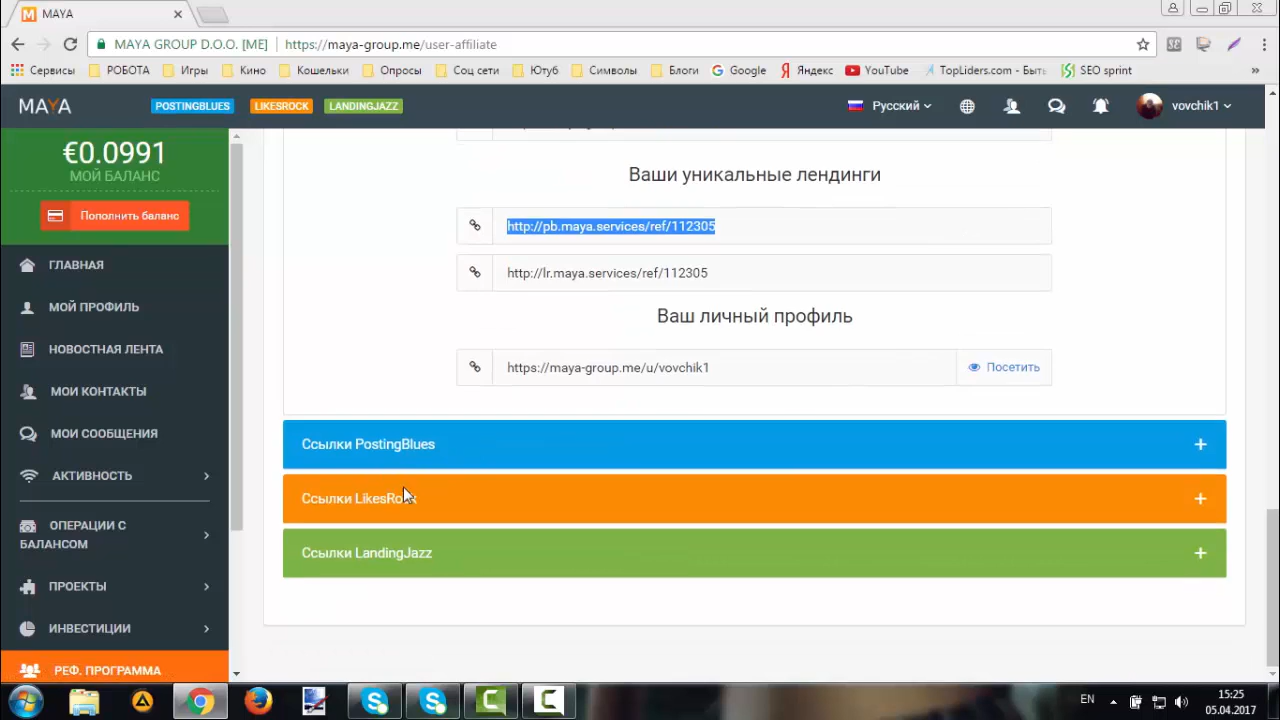 MAYA
MAYA GROUP D.O.O. [ME]
https://maya-group.me/user-affiliate
Сервисы
РОБОТА
Игры
Кино
Кошельки
Опросы
Соц сети
Ютуб
Символы
Блоги
Google
Яндекс
YouTube
TopLiders.com - Быть
SEO sprint
»
MAYA
POSTINGBLUES
LIKESROCK
LANDINGJAZZ
Русский
vovchik1
€0.0991
МОЙ БАЛАНС
Пополнить баланс
ГЛАВНАЯ
МОЙ ПРОФИЛЬ
НОВОСТНАЯ ЛЕНТА
МОИ КОНТАКТЫ
МОИ СООБЩЕНИЯ
АКТИВНОСТЬ
ОПЕРАЦИИ С
БАЛАНСОМ
ПРОЕКТЫ
ИНВЕСТИЦИИ
РЕФ. ПРОГРАММА
Ваши уникальные лендинги
http://pb.maya.services/ref/112305
http://lr.maya.services/ref/112305
Ваш личный профиль
https://maya-group.me/u/vovchik1
Посетить
Ссылки PostingBlues
+
Ссылки LikesRock
+
Ссылки LandingJazz
+
EN
15:25
05.04.2017